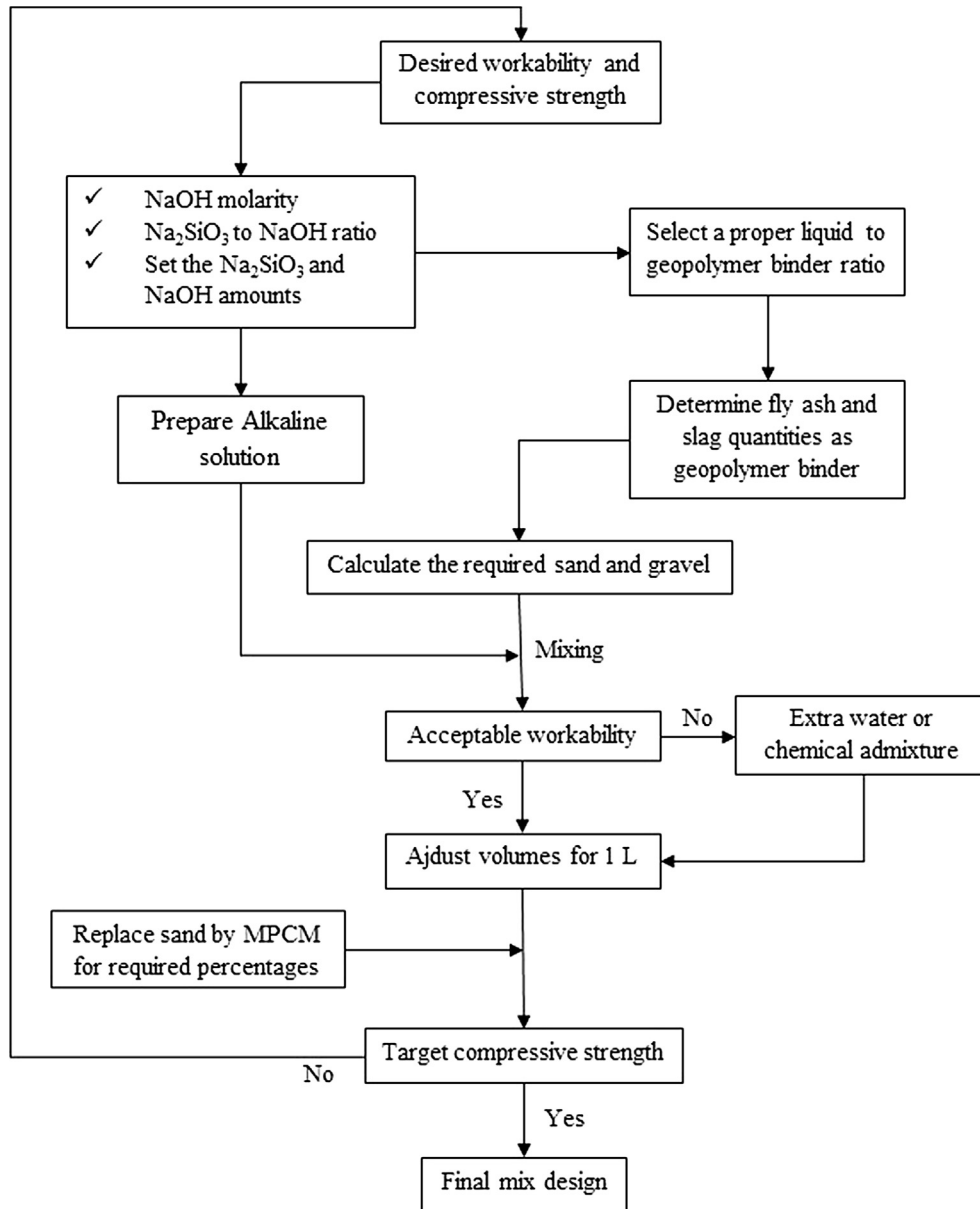 Desired workability and
compressive strength
✓ NaOH molarity
✓ Na₂SiO₃ to NaOH ratio
✓ Set the Na₂SiO₃ and
NaOH amounts
Select a proper liquid to
geopolymer binder ratio
Prepare Alkaline
solution
Determine fly ash and
slag quantities as
geopolymer binder
Calculate the required sand and gravel
Mixing
Acceptable workability
No
Extra water or
chemical admixture
Yes
Ajdust volumes for 1 L
Replace sand by MPCM
for required percentages
Target compressive strength
No
Yes
Final mix design